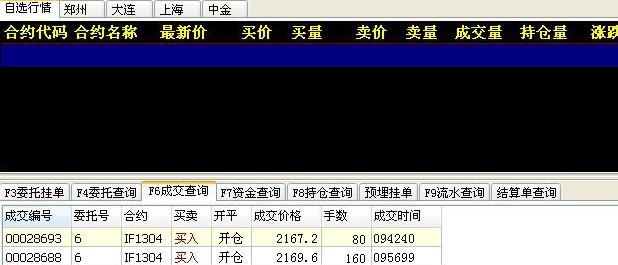 自选行情 郑州 大连 上海 中金
合约代码 合约名称 最新价 买价 买量 卖价 卖量 成交量 持仓量 涨跌
F3委托挂单 F4委托查询 F6成交查询 F7资金查询 F8持仓查询 预埋挂单 F9流水查询 结算单查询
成交编号 委托号 合约 买卖 开平 成交价格 手数 成交时间
00028693 6 IF1304 买入 开仓 2167.2 80 094240
00028688 6 IF1304 买入 开仓 2169.6 160 095699